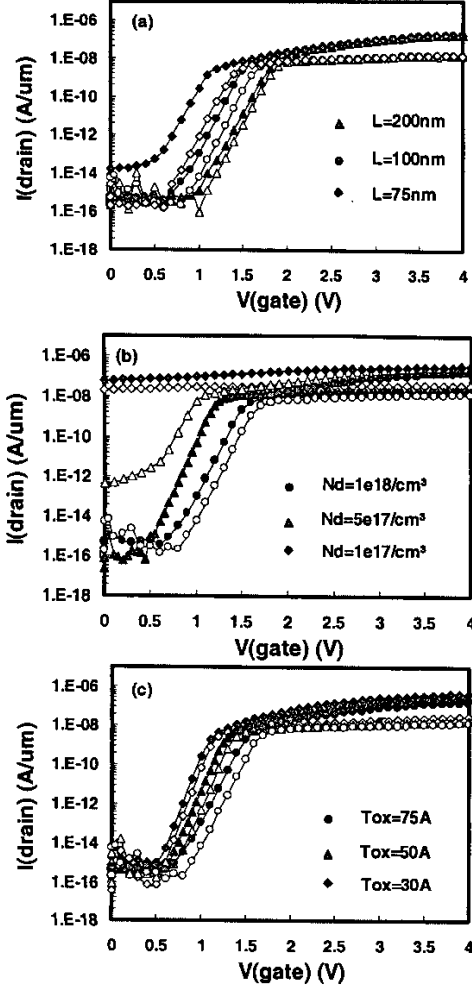 (a)
I(drain) (A/um)
1.E-06
1.E-08
1.E-10
1.E-12
1.E-14
1.E-16
1.E-18
L=200nm
L=100nm
L=75nm
0 0.5 1 1.5 2 2.5 3 3.5 4
V(gate) (V)
(b)
I(drain) (A/um)
1.E-06
1.E-08
1.E-10
1.E-12
1.E-14
1.E-16
1.E-18
Nd=1e18/cm³
Nd=5e17/cm³
Nd=1e17/cm³
0 0.5 1 1.5 2 2.5 3 3.5 4
V(gate) (V)
(c)
I(drain) (A/um)
1.E-06
1.E-08
1.E-10
1.E-12
1.E-14
1.E-16
1.E-18
Tox=75A
Tox=50A
Tox=30A
0 0.5 1 1.5 2 2.5 3 3.5 4
V(gate) (V)